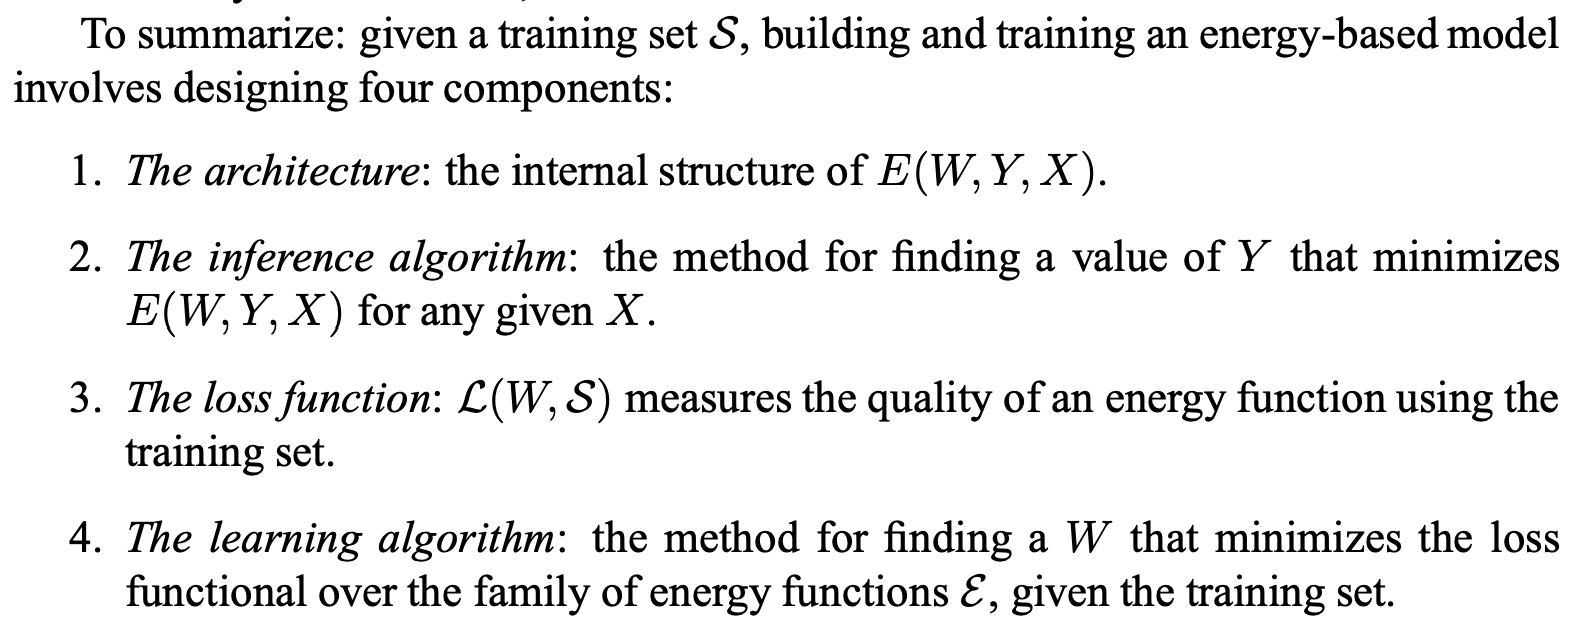 To summarize: given a training set 𝒮, building and training an energy-based model
involves designing four components:
1. The architecture: the internal structure of E(W, Y, X).
2. The inference algorithm: the method for finding a value of Y that minimizes
E(W, Y, X) for any given X.
3. The loss function: ℒ(W, 𝒮) measures the quality of an energy function using the
training set.
4. The learning algorithm: the method for finding a W that minimizes the loss
functional over the family of energy functions ℰ, given the training set.